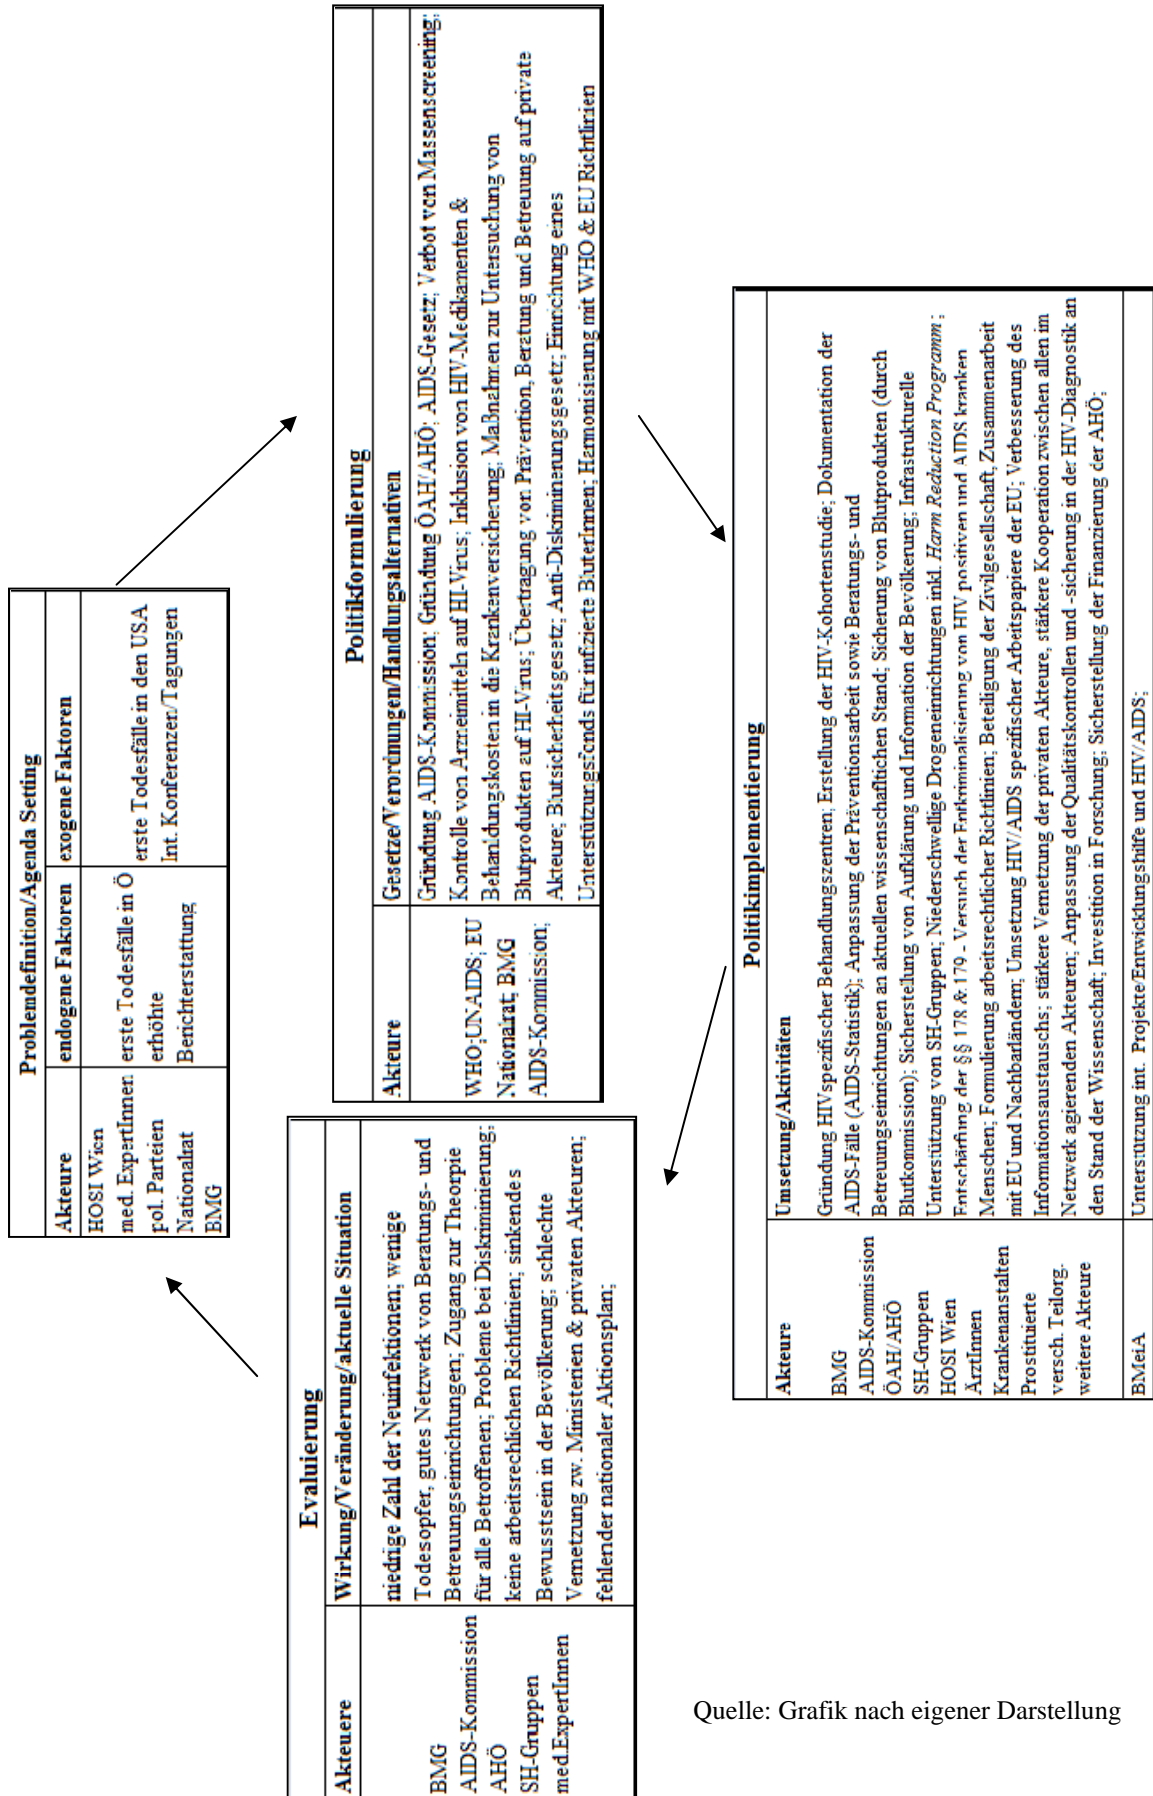 Problemdefinition/Agenda Setting
Akteure endogene Faktoren exogene Faktoren
HOSI Wien
med. ExpertInnen erste Todesfälle in Ö erste Todesfälle in den USA
pol. Parteien erhöhte Int. Konferenzen/Tagungen
Nationalrat Berichterstattung
BMG
Politikformulierung
Akteure Gesetze/Verordnungen/Handlungsalternativen
Gründung AIDS-Kommission; Gründung ÖAH/AHÖ; AIDS-Gesetz; Verbot von Massenscreening;
Kontrolle von Arzneimitteln auf HI-Virus; Inklusion von HIV-Medikamenten &
WHO;UNAIDS; EU Behandlungskosten in die Krankenversicherung; Maßnahmen zur Untersuchung von
Nationalrat; BMG Blutprodukten auf HI-Virus; Übertragung von Prävention, Beratung und Betreuung auf private
AIDS-Kommission; Akteure; Blutsicherheitsgesetz; Anti-Diskriminierungsgesetz; Einrichtung eines
Unterstützungsfonds für infizierte BluterInnen; Harmonisierung mit WHO & EU Richtlinien
Politikimplementierung
Akteure Umsetzung/Aktivitäten
Gründung HIVspezifischer Behandlungszentren; Erstellung der HIV-Kohortenstudie; Dokumentation der
BMG AIDS-Fälle (AIDS-Statistik); Anpassung der Präventionsarbeit sowie Beratungs- und
AIDS-Kommission Betreuungseinrichtungen an aktuellen wissenschaftlichen Stand; Sicherung von Blutprodukten (durch
ÖAH/AHÖ Blutkommission); Sicherstellung von Aufklärung und Information der Bevölkerung; Infrastrukturelle
SH-Gruppen Unterstützung von SH-Gruppen; Niederschwellige Drogeneinrichtungen inkl. Harm Reduction Programm;
HOSI Wien Entschärfung der §§ 178 & 179 - Versuch der Entkriminalisierung von HIV positiven und AIDS kranken
ÄrztInnen Menschen; Formulierung arbeitsrechtlicher Richtlinien; Beteiligung der Zivilgesellschaft, Zusammenarbeit
Krankenanstalten mit EU und Nachbarländern; Umsetzung HIV/AIDS spezifischer Arbeitspapiere der EU; Verbesserung des
Prostituierte Informationsaustauschs; stärkere Vernetzung der privaten Akteure, stärkere Kooperation zwischen allen im
versch. Teilorg. Netzwerk agierenden Akteuren; Anpassung der Qualitätskontrollen und -sicherung in der HIV-Diagnostik an
weitere Akteure den Stand der Wissenschaft; Investition in Forschung; Sicherstellung der Finanzierung der AHÖ;
BMeiA Unterstützung int. Projekte/Entwicklungshilfe und HIV/AIDS;
Evaluierung
Akteuere Wirkung/Veränderung/aktuelle Situation
niedrige Zahl der Neuinfektionen; wenige
Todesopfer, gutes Netzwerk von Beratungs- und
BMG Betreuungseinrichtungen; Zugang zur Theorpie
AIDS-Kommission für alle Betroffenen; Probleme bei Diskriminierung;
AHÖ keine arbeitsrechlichen Richtlinien; sinkendes
SH-Gruppen Bewusstsein in der Bevölkerung; schlechte
med.ExpertInnen Vernetzung zw. Ministerien & privaten Akteuren;
fehlender nationaler Aktionsplan;
Quelle: Grafik nach eigener Darstellung